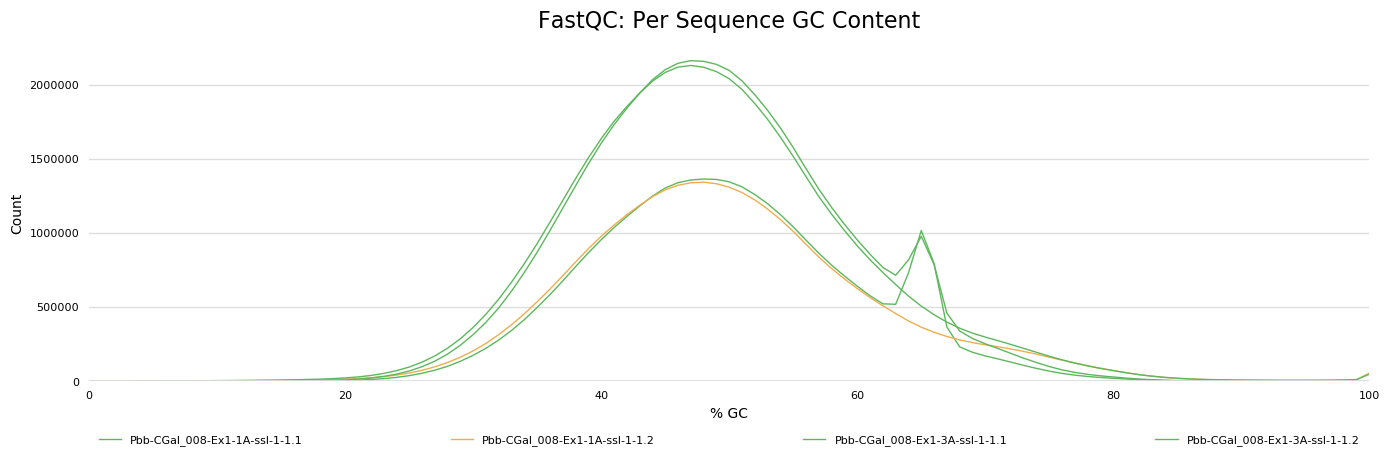 FastQC: Per Sequence GC Content
Count
2000000
1500000
1000000
500000
0
0 20 40 60 80 100
% GC
Pbb-CGal_008-Ex1-1A-ssl-1-1.1 Pbb-CGal_008-Ex1-1A-ssl-1-1.2 Pbb-CGal_008-Ex1-3A-ssl-1-1.1 Pbb-CGal_008-Ex1-3A-ssl-1-1.2